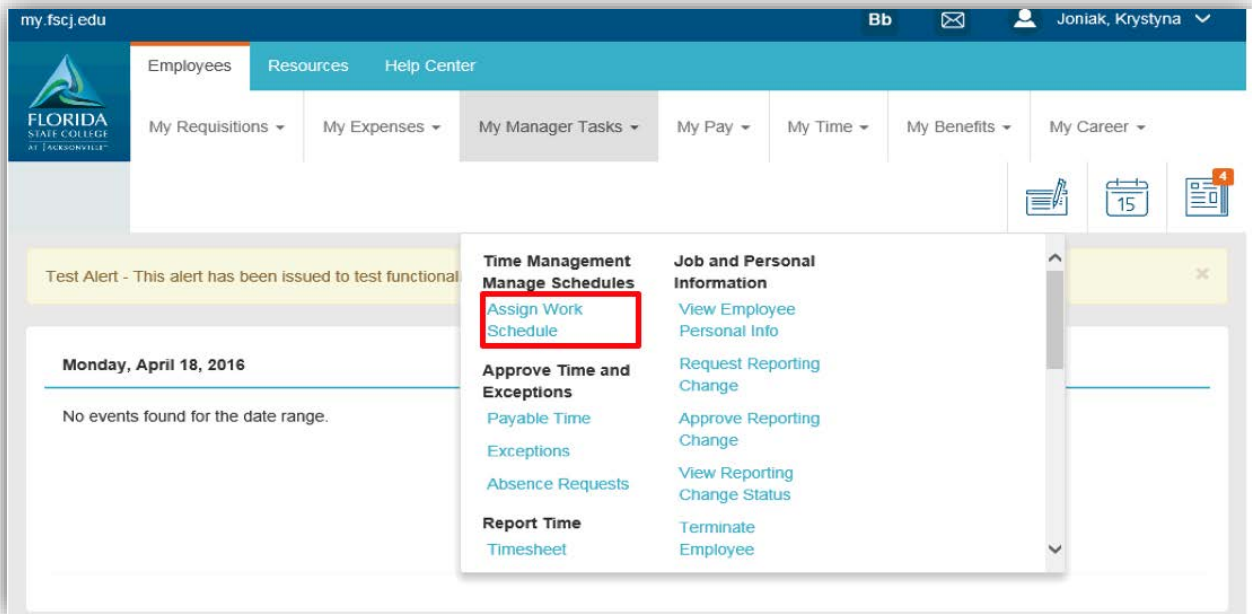 my.fscj.edu
Bb
Joniak, Krystyna
Employees
Resources
Help Center
FLORIDA
STATE COLLEGE
AT JACKSONVILLE
My Requisitions
My Expenses
My Manager Tasks
My Pay
My Time
My Benefits
My Career
15
4
Test Alert - This alert has been issued to test functional
Monday, April 18, 2016
No events found for the date range.
Time Management
Manage Schedules
Assign Work
Schedule
Approve Time and
Exceptions
Payable Time
Exceptions
Absence Requests
Report Time
Timesheet
Job and Personal
Information
View Employee
Personal Info
Request Reporting
Change
Approve Reporting
Change
View Reporting
Change Status
Terminate
Employee